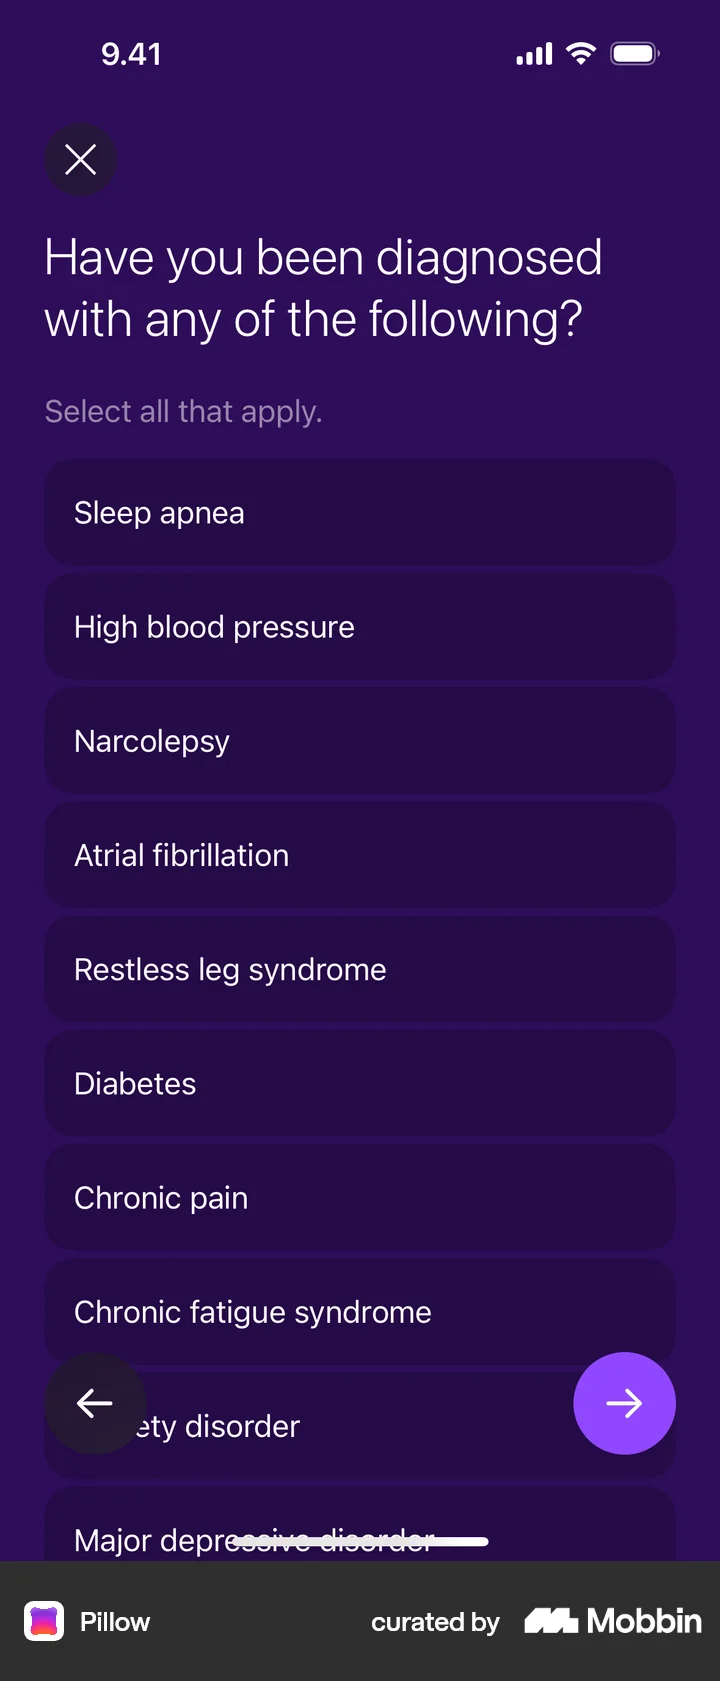 9.41
Have you been diagnosed
with any of the following?
Select all that apply.
Sleep apnea
High blood pressure
Narcolepsy
Atrial fibrillation
Restless leg syndrome
Diabetes
Chronic pain
Chronic fatigue syndrome
ety disorder
Major depressive disorder
Pillow
curated by Mobbin